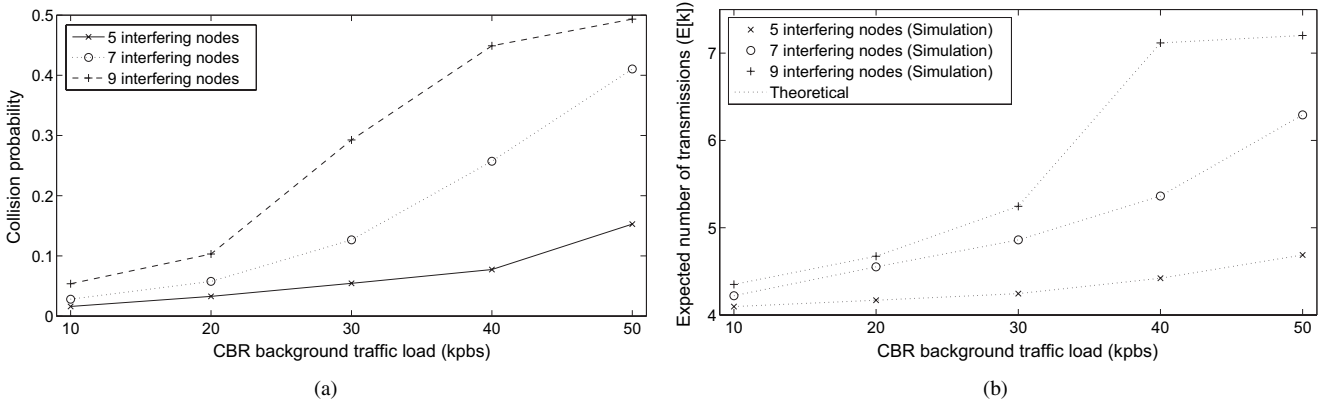 0.5
0.4
0.3
0.2
0.1
0
Collision probability
5 interfering nodes
7 interfering nodes
9 interfering nodes
10 20 30 40 50
CBR background traffic load (kpbs)
(a)
7
6
5
4
Expected number of transmissions (E[k])
5 interfering nodes (Simulation)
7 interfering nodes (Simulation)
9 interfering nodes (Simulation)
Theoretical
10 20 30 40 50
CBR background traffic load (kpbs)
(b)